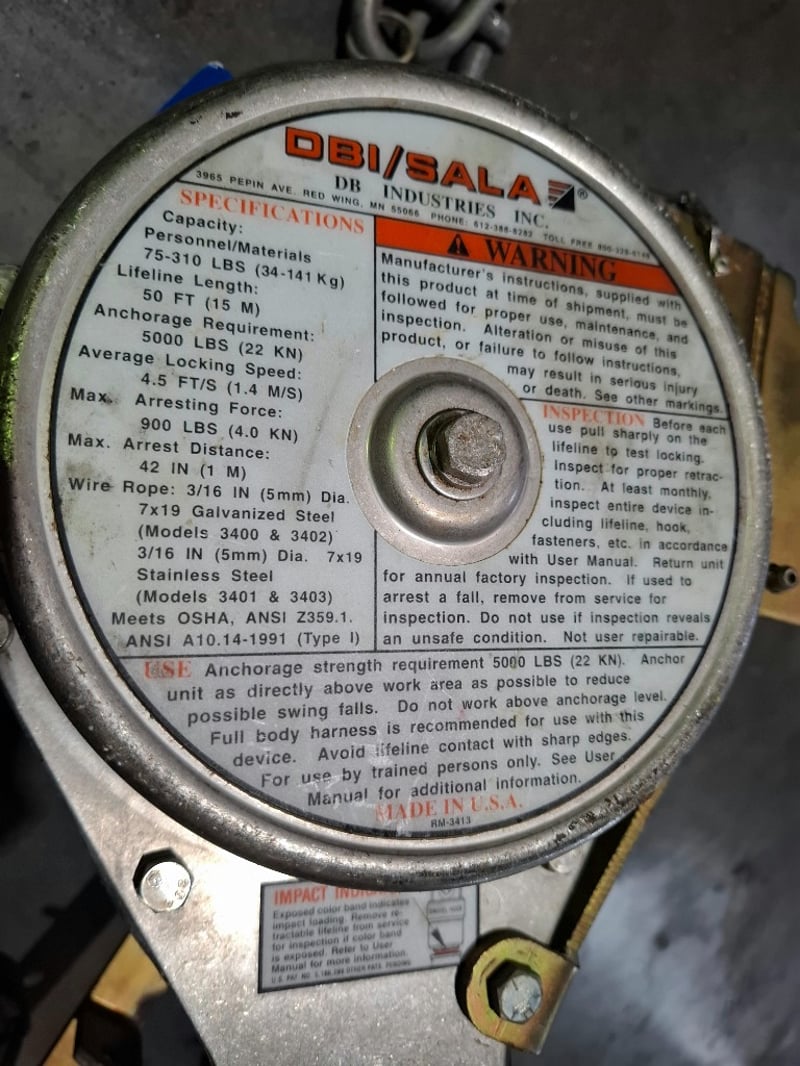 DBI/SALA®
DB INDUSTRIES INC.
3965 PEPIN AVE. RED WING, MN 55066 PHONE: 612-388-8282 TOLL FREE
SPECIFICATIONS
Capacity:
Personnel/Materials
75-310 LBS (34-141 Kg)
Lifeline Length:
50 FT (15 M)
Anchorage Requirement:
5000 LBS (22 KN)
Average Locking Speed:
4.5 FT/S (1.4 M/S)
Max. Arresting Force:
900 LBS (4.0 KN)
Max. Arrest Distance:
42 IN (1 M)
Wire Rope: 3/16 IN (5mm) Dia.
7x19 Galvanized Steel
(Models 3400 & 3402)
3/16 IN (5mm) Dia. 7x19
Stainless Steel
(Models 3401 & 3403)
Meets OSHA, ANSI Z359.1.
ANSI A10.14-1991 (Type I)
WARNING
Manufacturer's instructions, supplied with
this product at time of shipment, must be
followed for proper use, maintenance, and
inspection. Alteration or misuse of this
product, or failure to follow instructions,
may result in serious injury
or death. See other markings.
INSPECTION Before each
use pull sharply on the
lifeline to test locking.
Inspect for proper retrac-
tion. At least monthly,
inspect entire device in-
cluding lifeline, hook,
fasteners, etc. in accordance
with User Manual. Return unit
for annual factory inspection. If used to
arrest a fall, remove from service for
inspection. Do not use if inspection reveals
an unsafe condition. Not user repairable.
USE Anchorage strength requirement 5000 LBS (22 KN). Anchor
unit as directly above work area as possible to reduce
possible swing falls. Do not work above anchorage level.
Full body harness is recommended for use with this
device. Avoid lifeline contact with sharp edges.
For use by trained persons only. See User
Manual for additional information.
MADE IN U.S.A.
RM-3413
IMPACT
Exposed color band indicates
impact loading. Remove re-
tractable lifeline from service
for inspection if color band
is exposed. Refer to User
Manual for more information.